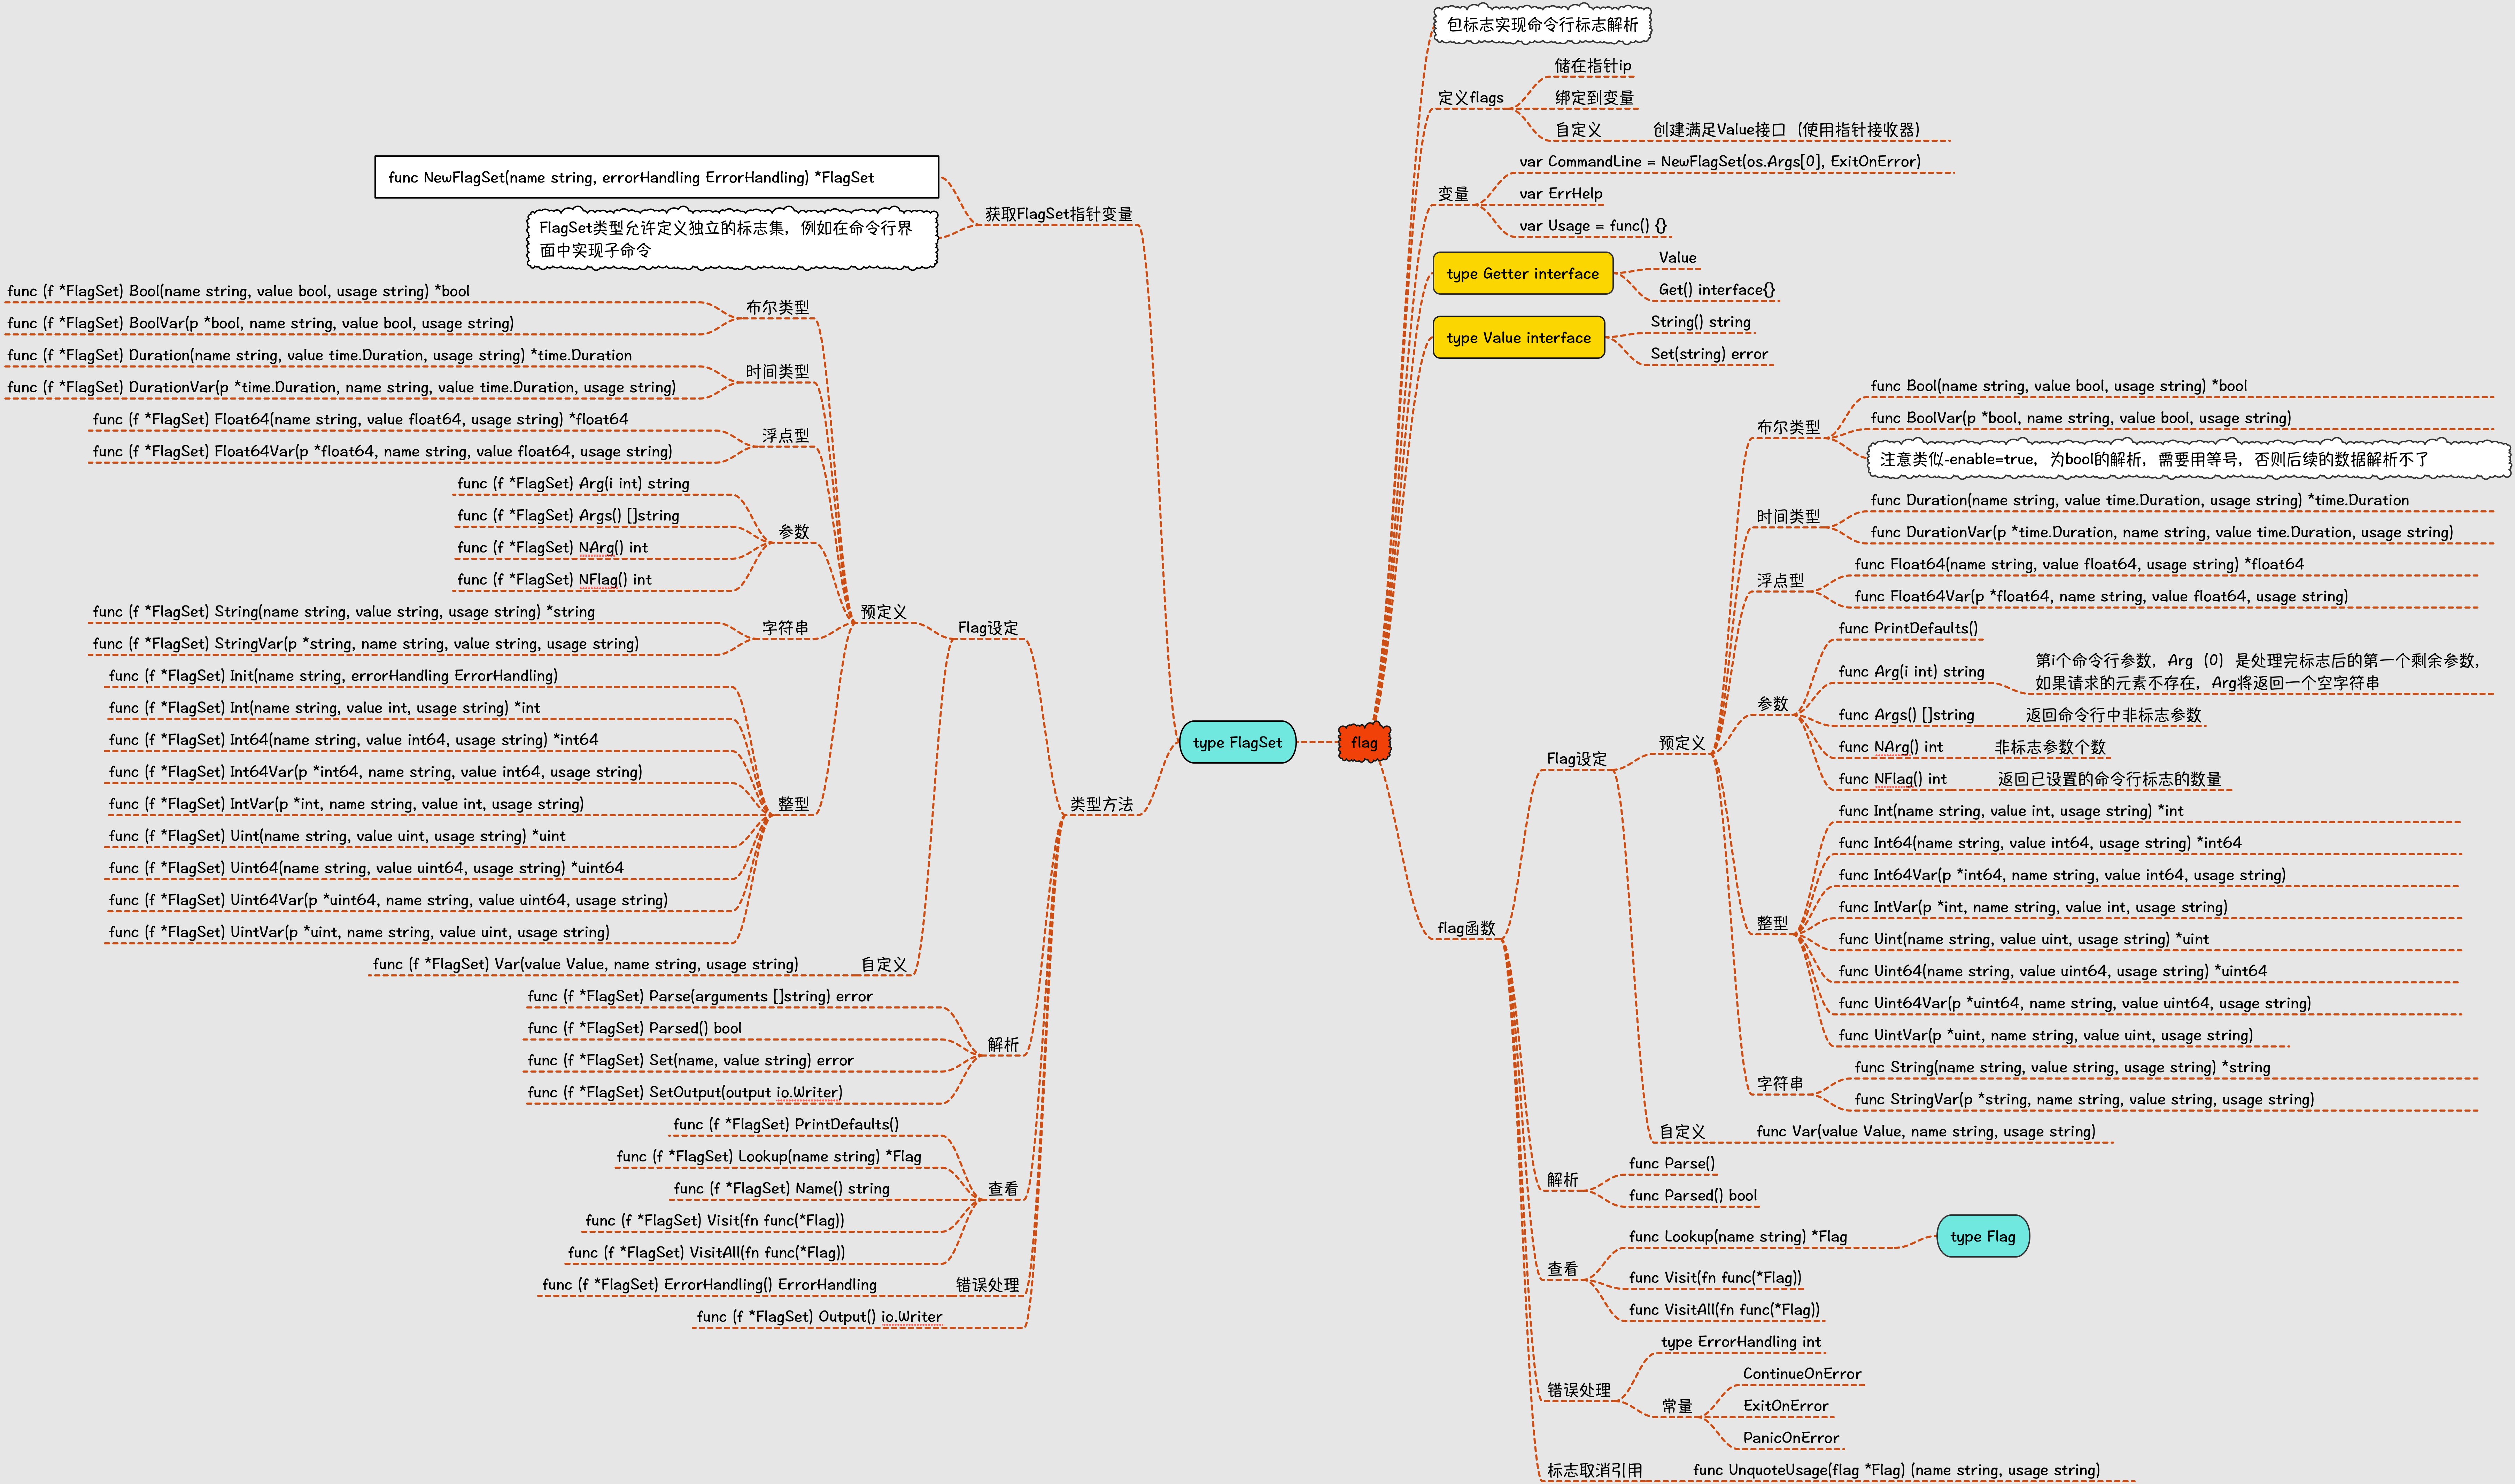 flag
包标志实现命令行标志解析
定义flags
储在指针ip
绑定到变量
自定义
创建满足Value接口（使用指针接收器）
变量
var CommandLine = NewFlagSet(os.Args[0], ExitOnError)
var ErrHelp
var Usage = func() {}
type Getter interface
Value
Get() interface{}
type Value interface
String() string
Set(string) error
flag函数
Flag设定
预定义
布尔类型
func Bool(name string, value bool, usage string) *bool
func BoolVar(p *bool, name string, value bool, usage string)
注意类似-enable=true，为bool的解析，需要用等号，否则后续的数据解析不了
时间类型
func Duration(name string, value time.Duration, usage string) *time.Duration
func DurationVar(p *time.Duration, name string, value time.Duration, usage string)
浮点型
func Float64(name string, value float64, usage string) *float64
func Float64Var(p *float64, name string, value float64, usage string)
参数
func PrintDefaults()
func Arg(i int) string
第i个命令行参数，Arg（0）是处理完标志后的第一个剩余参数，
如果请求的元素不存在，Arg将返回一个空字符串
func Args() []string
返回命令行中非标志参数
func NArg() int
非标志参数个数
func NFlag() int
返回已设置的命令行标志的数量
整型
func Int(name string, value int, usage string) *int
func Int64(name string, value int64, usage string) *int64
func Int64Var(p *int64, name string, value int64, usage string)
func IntVar(p *int, name string, value int, usage string)
func Uint(name string, value uint, usage string) *uint
func Uint64(name string, value uint64, usage string) *uint64
func Uint64Var(p *uint64, name string, value uint64, usage string)
func UintVar(p *uint, name string, value uint, usage string)
字符串
func String(name string, value string, usage string) *string
func StringVar(p *string, name string, value string, usage string)
自定义
func Var(value Value, name string, usage string)
解析
func Parse()
func Parsed() bool
查看
func Lookup(name string) *Flag
type Flag
func Visit(fn func(*Flag))
func VisitAll(fn func(*Flag))
错误处理
type ErrorHandling int
常量
ContinueOnError
ExitOnError
PanicOnError
标志取消引用
func UnquoteUsage(flag *Flag) (name string, usage string)
type FlagSet
获取FlagSet指针变量
func NewFlagSet(name string, errorHandling ErrorHandling) *FlagSet
FlagSet类型允许定义独立的标志集，例如在命令行界
面中实现子命令
类型方法
Flag设定
预定义
布尔类型
func (f *FlagSet) Bool(name string, value bool, usage string) *bool
func (f *FlagSet) BoolVar(p *bool, name string, value bool, usage string)
时间类型
func (f *FlagSet) Duration(name string, value time.Duration, usage string) *time.Duration
func (f *FlagSet) DurationVar(p *time.Duration, name string, value time.Duration, usage string)
浮点型
func (f *FlagSet) Float64(name string, value float64, usage string) *float64
func (f *FlagSet) Float64Var(p *float64, name string, value float64, usage string)
参数
func (f *FlagSet) Arg(i int) string
func (f *FlagSet) Args() []string
func (f *FlagSet) NArg() int
func (f *FlagSet) NFlag() int
字符串
func (f *FlagSet) String(name string, value string, usage string) *string
func (f *FlagSet) StringVar(p *string, name string, value string, usage string)
整型
func (f *FlagSet) Init(name string, errorHandling ErrorHandling)
func (f *FlagSet) Int(name string, value int, usage string) *int
func (f *FlagSet) Int64(name string, value int64, usage string) *int64
func (f *FlagSet) Int64Var(p *int64, name string, value int64, usage string)
func (f *FlagSet) IntVar(p *int, name string, value int, usage string)
func (f *FlagSet) Uint(name string, value uint, usage string) *uint
func (f *FlagSet) Uint64(name string, value uint64, usage string) *uint64
func (f *FlagSet) Uint64Var(p *uint64, name string, value uint64, usage string)
func (f *FlagSet) UintVar(p *uint, name string, value uint, usage string)
自定义
func (f *FlagSet) Var(value Value, name string, usage string)
解析
func (f *FlagSet) Parse(arguments []string) error
func (f *FlagSet) Parsed() bool
func (f *FlagSet) Set(name, value string) error
func (f *FlagSet) SetOutput(output io.Writer)
查看
func (f *FlagSet) PrintDefaults()
func (f *FlagSet) Lookup(name string) *Flag
func (f *FlagSet) Name() string
func (f *FlagSet) Visit(fn func(*Flag))
func (f *FlagSet) VisitAll(fn func(*Flag))
错误处理
func (f *FlagSet) ErrorHandling() ErrorHandling
func (f *FlagSet) Output() io.Writer